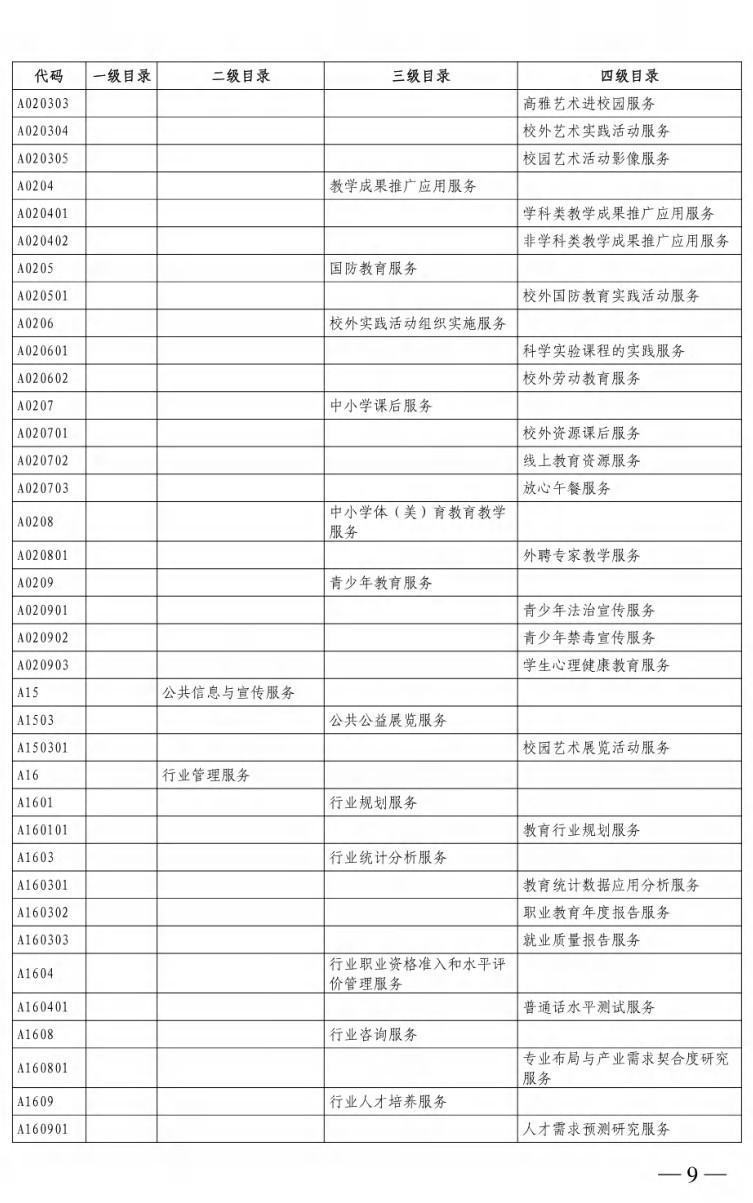 代码 一级目录 二级目录 三级目录 四级目录
A020303 高雅艺术进校园服务
A020304 校外艺术实践活动服务
A020305 校园艺术活动影像服务
A0204 教学成果推广应用服务
A020401 学科类教学成果推广应用服务
A020402 非学科类教学成果推广应用服务
A0205 国防教育服务
A020501 校外国防教育实践活动服务
A0206 校外实践活动组织实施服务
A020601 科学实验课程的实践服务
A020602 校外劳动教育服务
A0207 中小学课后服务
A020701 校外资源课后服务
A020702 线上教育资源服务
A020703 放心午餐服务
A0208 中小学体（美）育教育教学
服务
A020801 外聘专家教学服务
A0209 青少年教育服务
A020901 青少年法治宣传服务
A020902 青少年禁毒宣传服务
A020903 学生心理健康教育服务
A15 公共信息与宣传服务
A1503 公共公益展览服务
A150301 校园艺术展览活动服务
A16 行业管理服务
A1601 行业规划服务
A160101 教育行业规划服务
A1603 行业统计分析服务
A160301 教育统计数据应用分析服务
A160302 职业教育年度报告服务
A160303 就业质量报告服务
A1604 行业职业资格准入和水平评
价管理服务
A160401 普通话水平测试服务
A1608 行业咨询服务
A160801 专业布局与产业需求契合度研究
服务
A1609 行业人才培养服务
A160901 人才需求预测研究服务
— 9 —